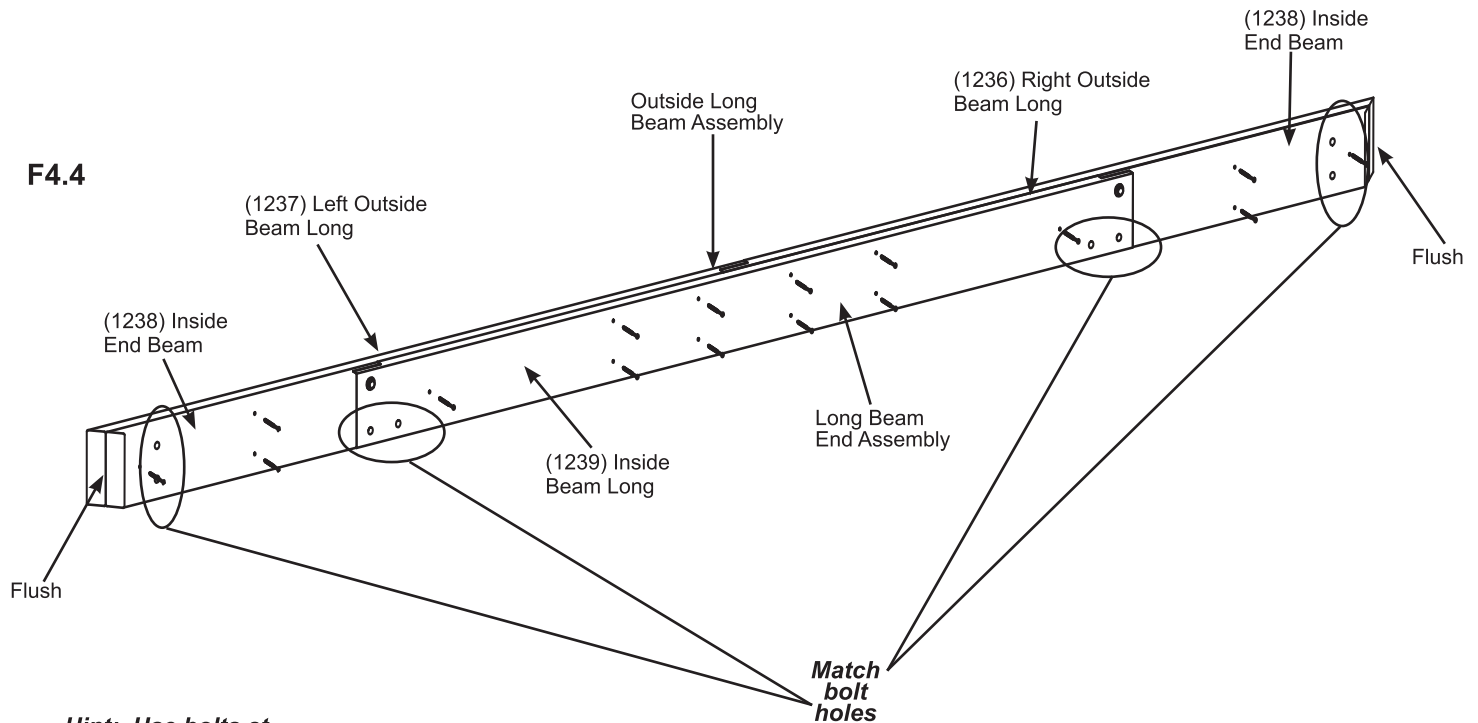 (1238) Inside
End Beam
(1236) Right Outside
Beam Long
Outside Long
Beam Assembly
F4.4
(1237) Left Outside
Beam Long
Flush
(1238) Inside
End Beam
Long Beam
End Assembly
(1239) Inside
Beam Long
Flush
Match
bolt
holes
Hint: Use bolts at